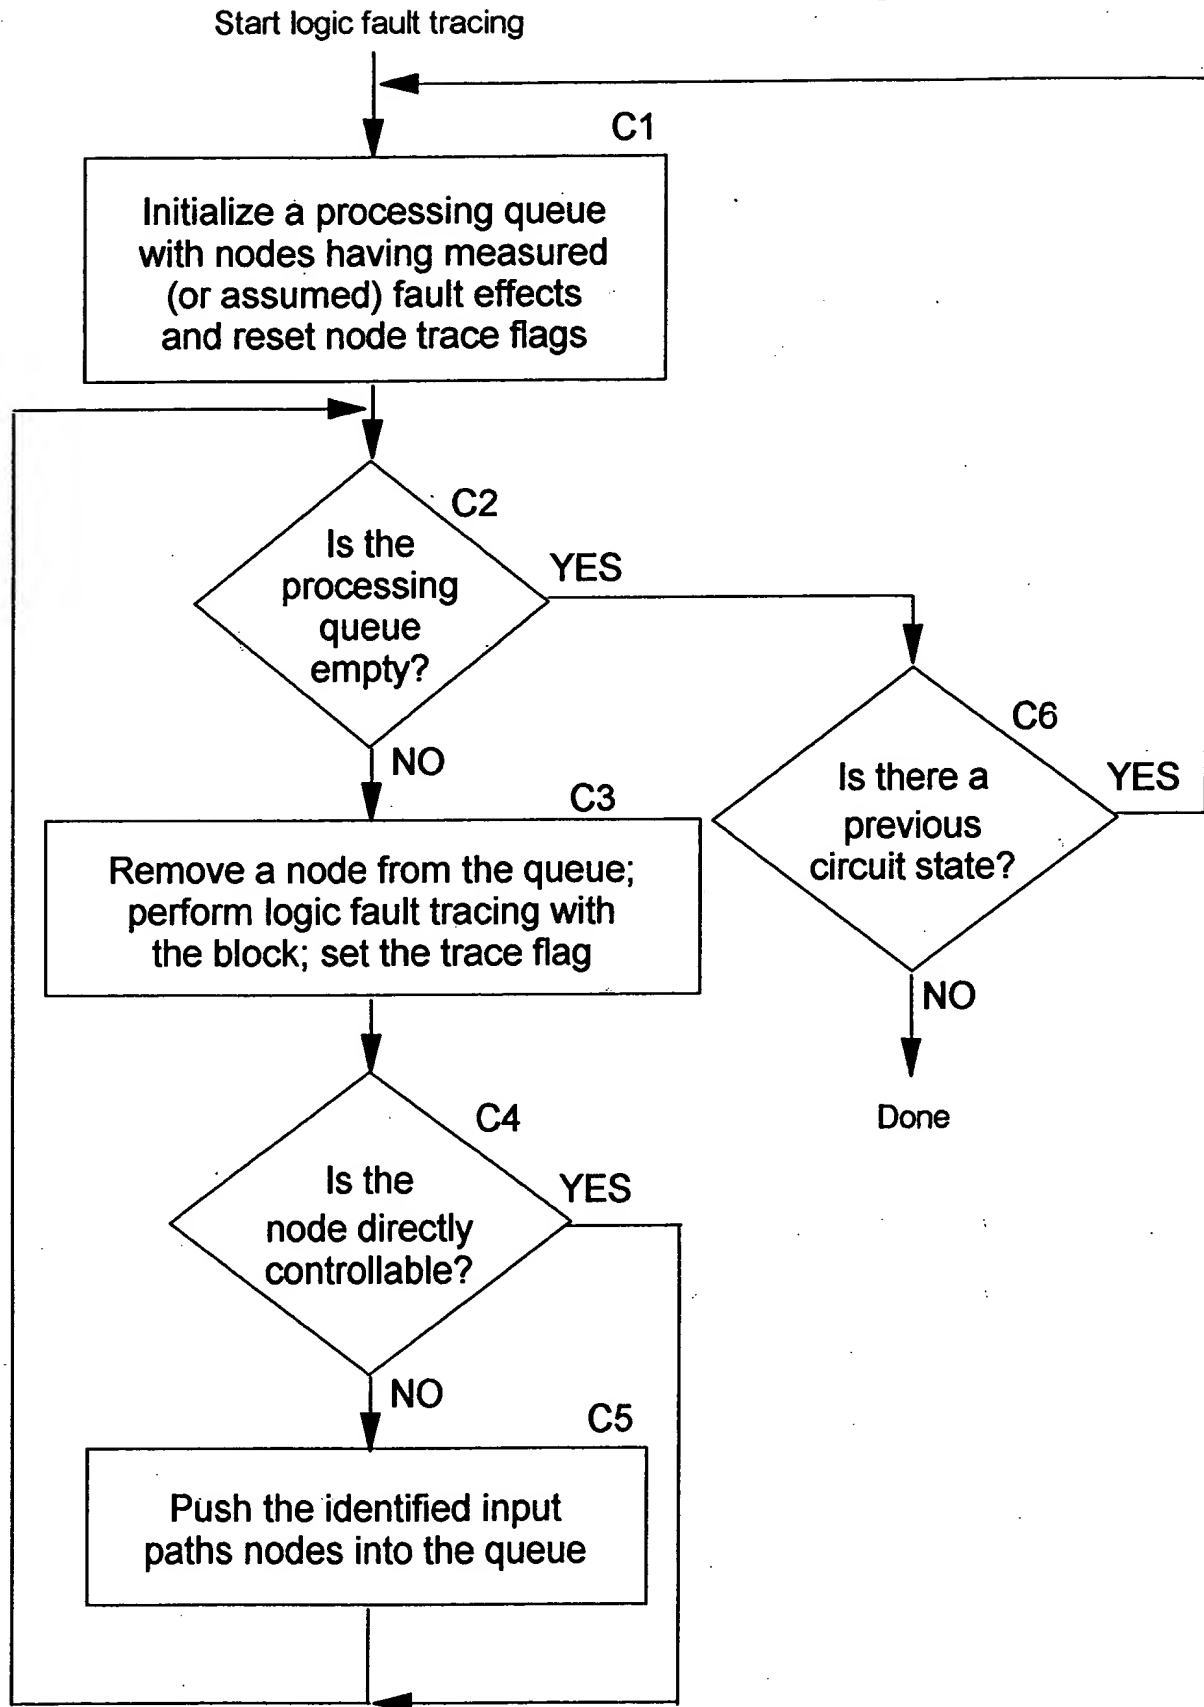 Start logic fault tracing
C1
Initialize a processing queue
with nodes having measured
(or assumed) fault effects
and reset node trace flags
C2
Is the
processing
queue
empty?
YES
NO
C6
Is there a
previous
circuit state?
YES
NO
Done
C3
Remove a node from the queue;
perform logic fault tracing with
the block; set the trace flag
C4
Is the
node directly
controllable?
YES
NO
C5
Push the identified input
paths nodes into the queue